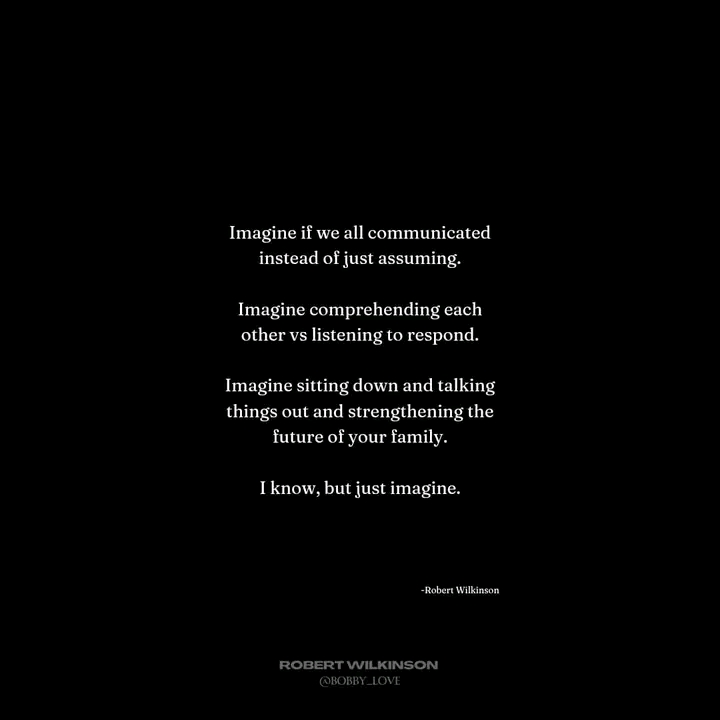 Imagine if we all communicated
instead of just assuming.
Imagine comprehending each
other vs listening to respond.
Imagine sitting down and talking
things out and strengthening the
future of your family.
I know, but just imagine.
-Robert Wilkinson
ROBERT WILKINSON
@BOBBY_LOVE